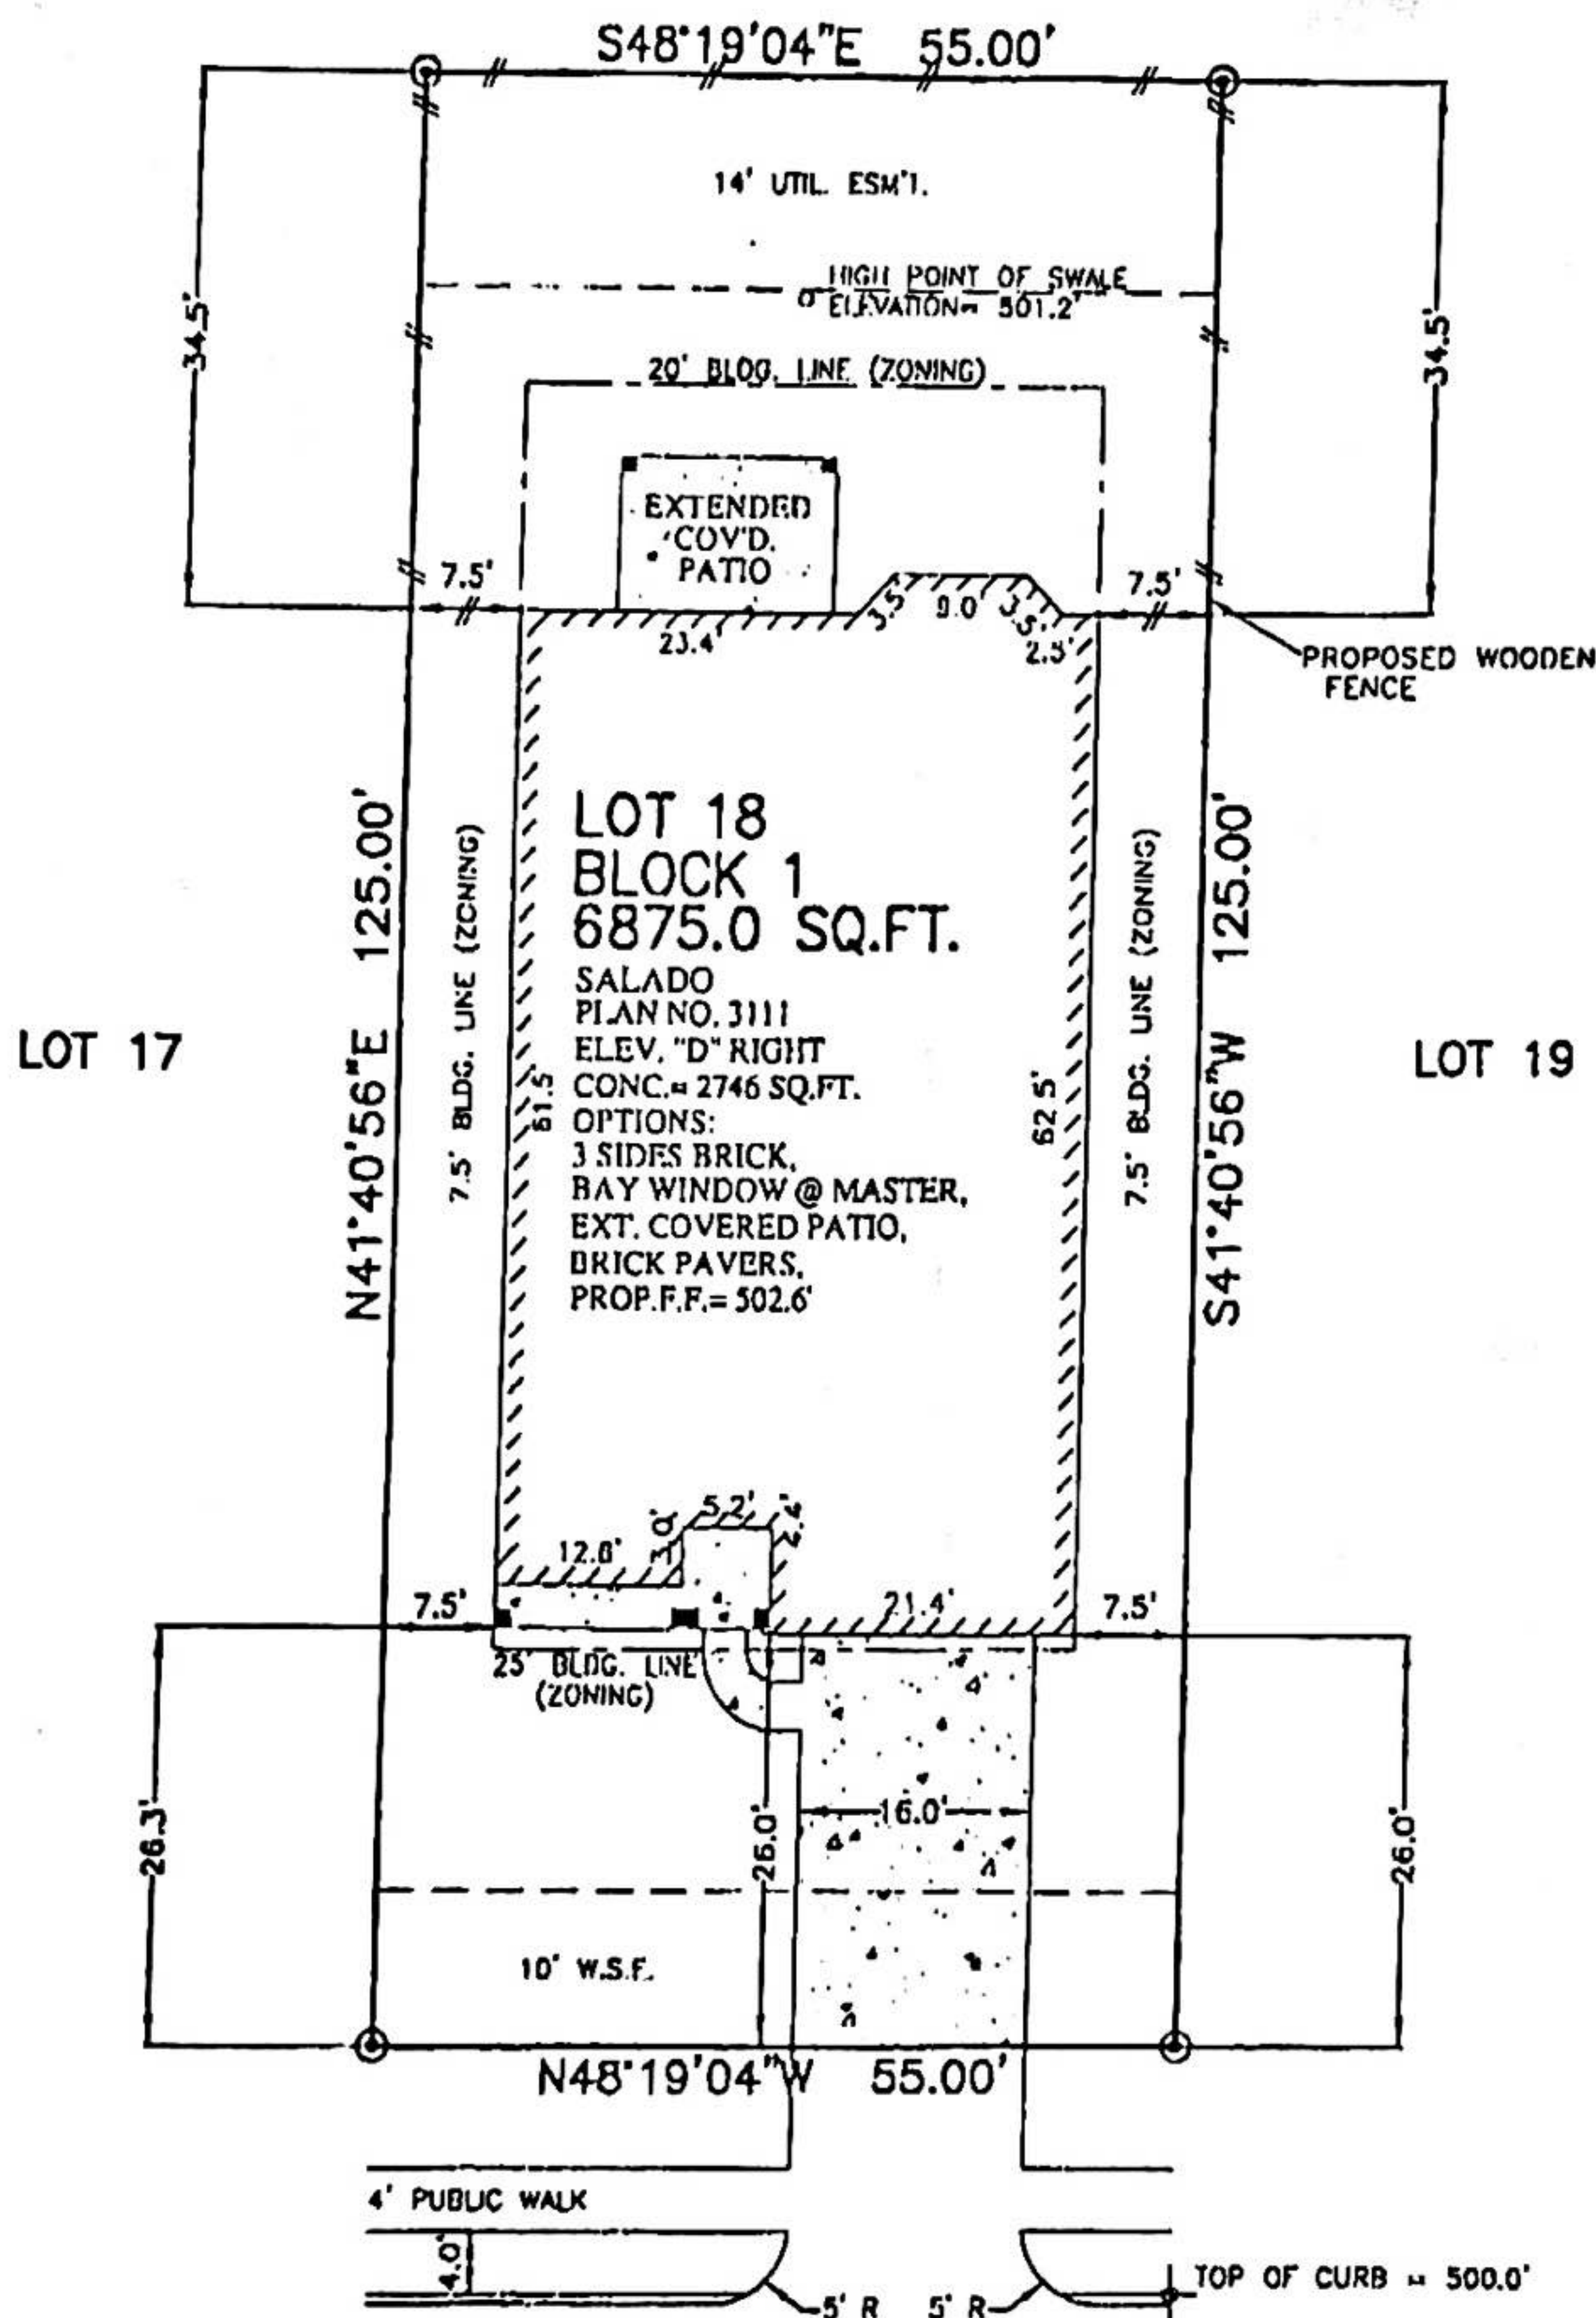 S48°19'04"E 55.00'
14' UTIL. ESM'T.
HIGH POINT OF SWALE
ELEVATION= 501.2'
34.5'
34.5'
20' BLDG. LINE (ZONING)
EXTENDED
COV'D.
PATIO
7.5'
7.5'
3.5'
9.0'
3.5'
23.4'
2.5'
PROPOSED WOODEN
FENCE
N41°40'56"E 125.00'
7.5' BLDG. LINE (ZONING)
LOT 18
BLOCK 1
6875.0 SQ.FT.
SALADO
PLAN NO. 3111
ELEV. "D" RIGHT
CONC.= 2746 SQ.FT.
OPTIONS:
3 SIDES BRICK,
BAY WINDOW @ MASTER,
EXT. COVERED PATIO,
BRICK PAVERS,
PROP.F.F.= 502.6'
61.5'
62.5'
7.5' BLDG. LINE (ZONING)
S41°40'56"W 125.00'
LOT 17
LOT 19
5.2'
12.8'
21.4'
7.5'
7.5'
25' BLDG. LINE
(ZONING)
26.3'
26.0'
16.0'
26.0'
10' W.S.E.
N48°19'04"W 55.00'
4' PUBLIC WALK
4.0'
5' R
5' R
TOP OF CURB = 500.0'